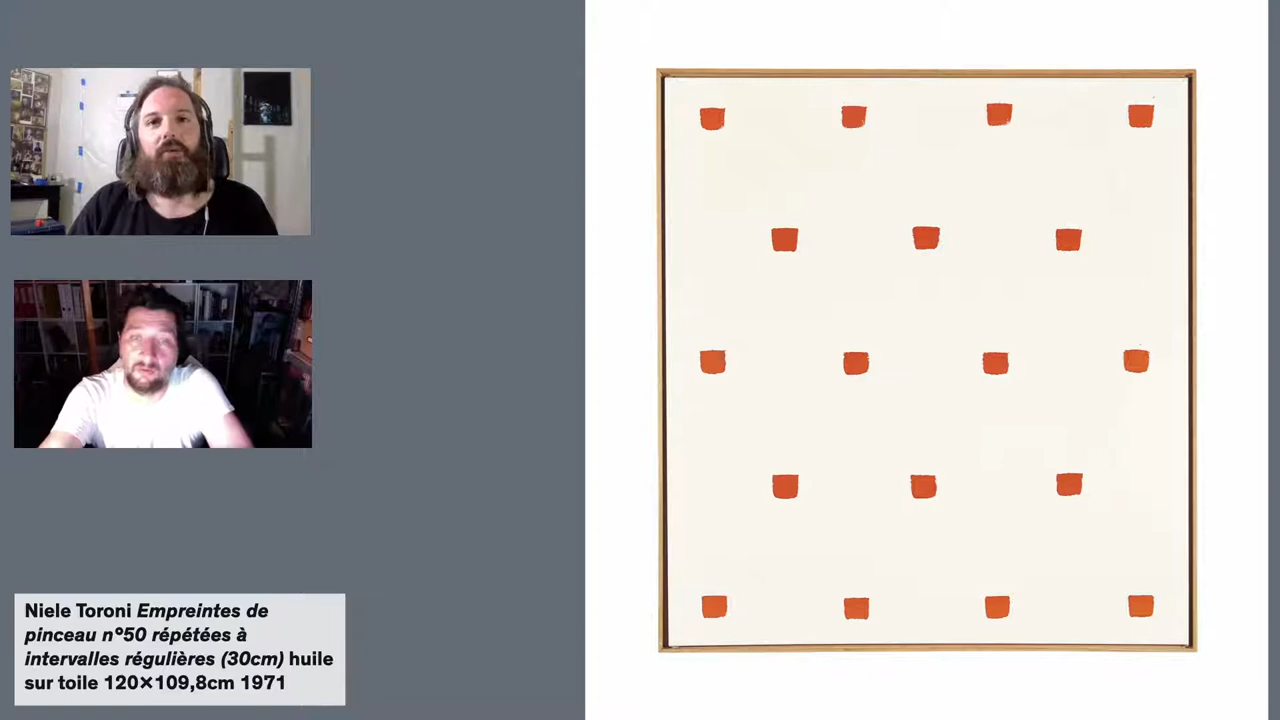 Niele Toroni Empreintes de
pinceau n°50 répétées à
intervalles régulières (30cm) huile
sur toile 120×109,8cm 1971